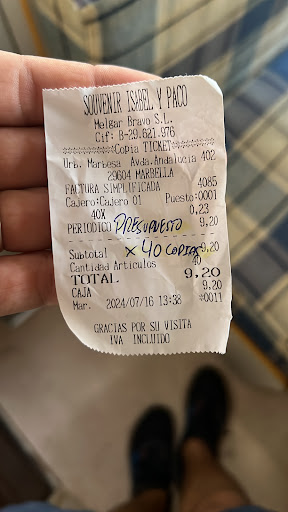 SOUVENIR ISABEL Y PACO
Melgar Bravo S.L.
Cif: B-29.621.976
Copia TICKET
Urb. Marbesa Avda.Andalucia 402
29604 MARBELLA
FACTURA SIMPLIFICADA 4085
Cajero:Cajero 01 Puesto:0001
40X 0,23
PERIODICO PRESUPUESTO 9,20
Subtotal X 40 COPIAS 9,20
Cantidad Articulos 40
TOTAL 9,20
CAJA 9,20
Mar. 2024/07/16 13:38 *0011
GRACIAS POR SU VISITA
IVA INCLUIDO